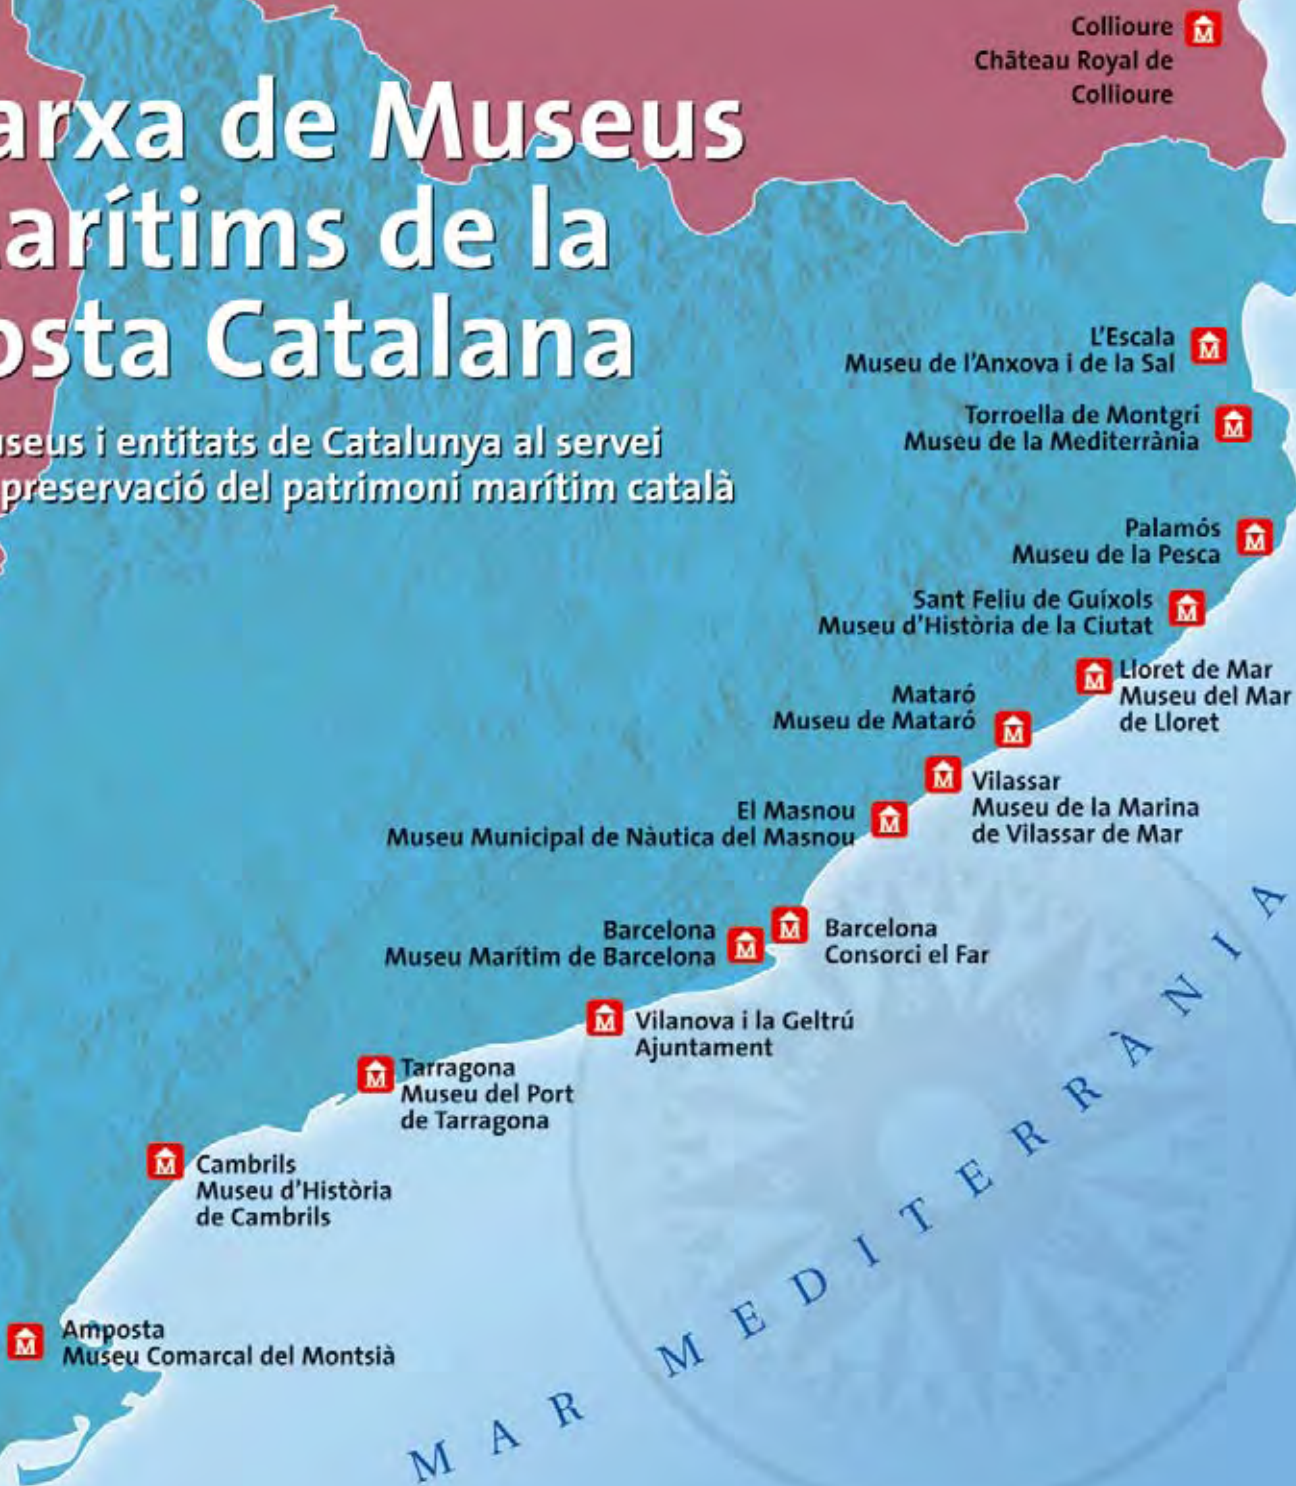 Collioure
Château Royal de
Collioure
arxa de Museus
arítims de la
osta Catalana
useus i entitats de Catalunya al servei
preservació del patrimoni marítim català
L'Escala
Museu de l'Anxova i de la Sal
Torroella de Montgrí
Museu de la Mediterrània
Palamós
Museu de la Pesca
Sant Feliu de Guíxols
Museu d'Història de la Ciutat
Lloret de Mar
Museu del Mar
de Lloret
Mataró
Museu de Mataró
Vilassar
Museu de la Marina
de Vilassar de Mar
El Masnou
Museu Municipal de Nàutica del Masnou
Barcelona
Museu Marítim de Barcelona
Barcelona
Consorci el Far
Vilanova i la Geltrú
Ajuntament
Tarragona
Museu del Port
de Tarragona
Cambrils
Museu d'Història
de Cambrils
Amposta
Museu Comarcal del Montsià
MAR MEDITERRÀNIA